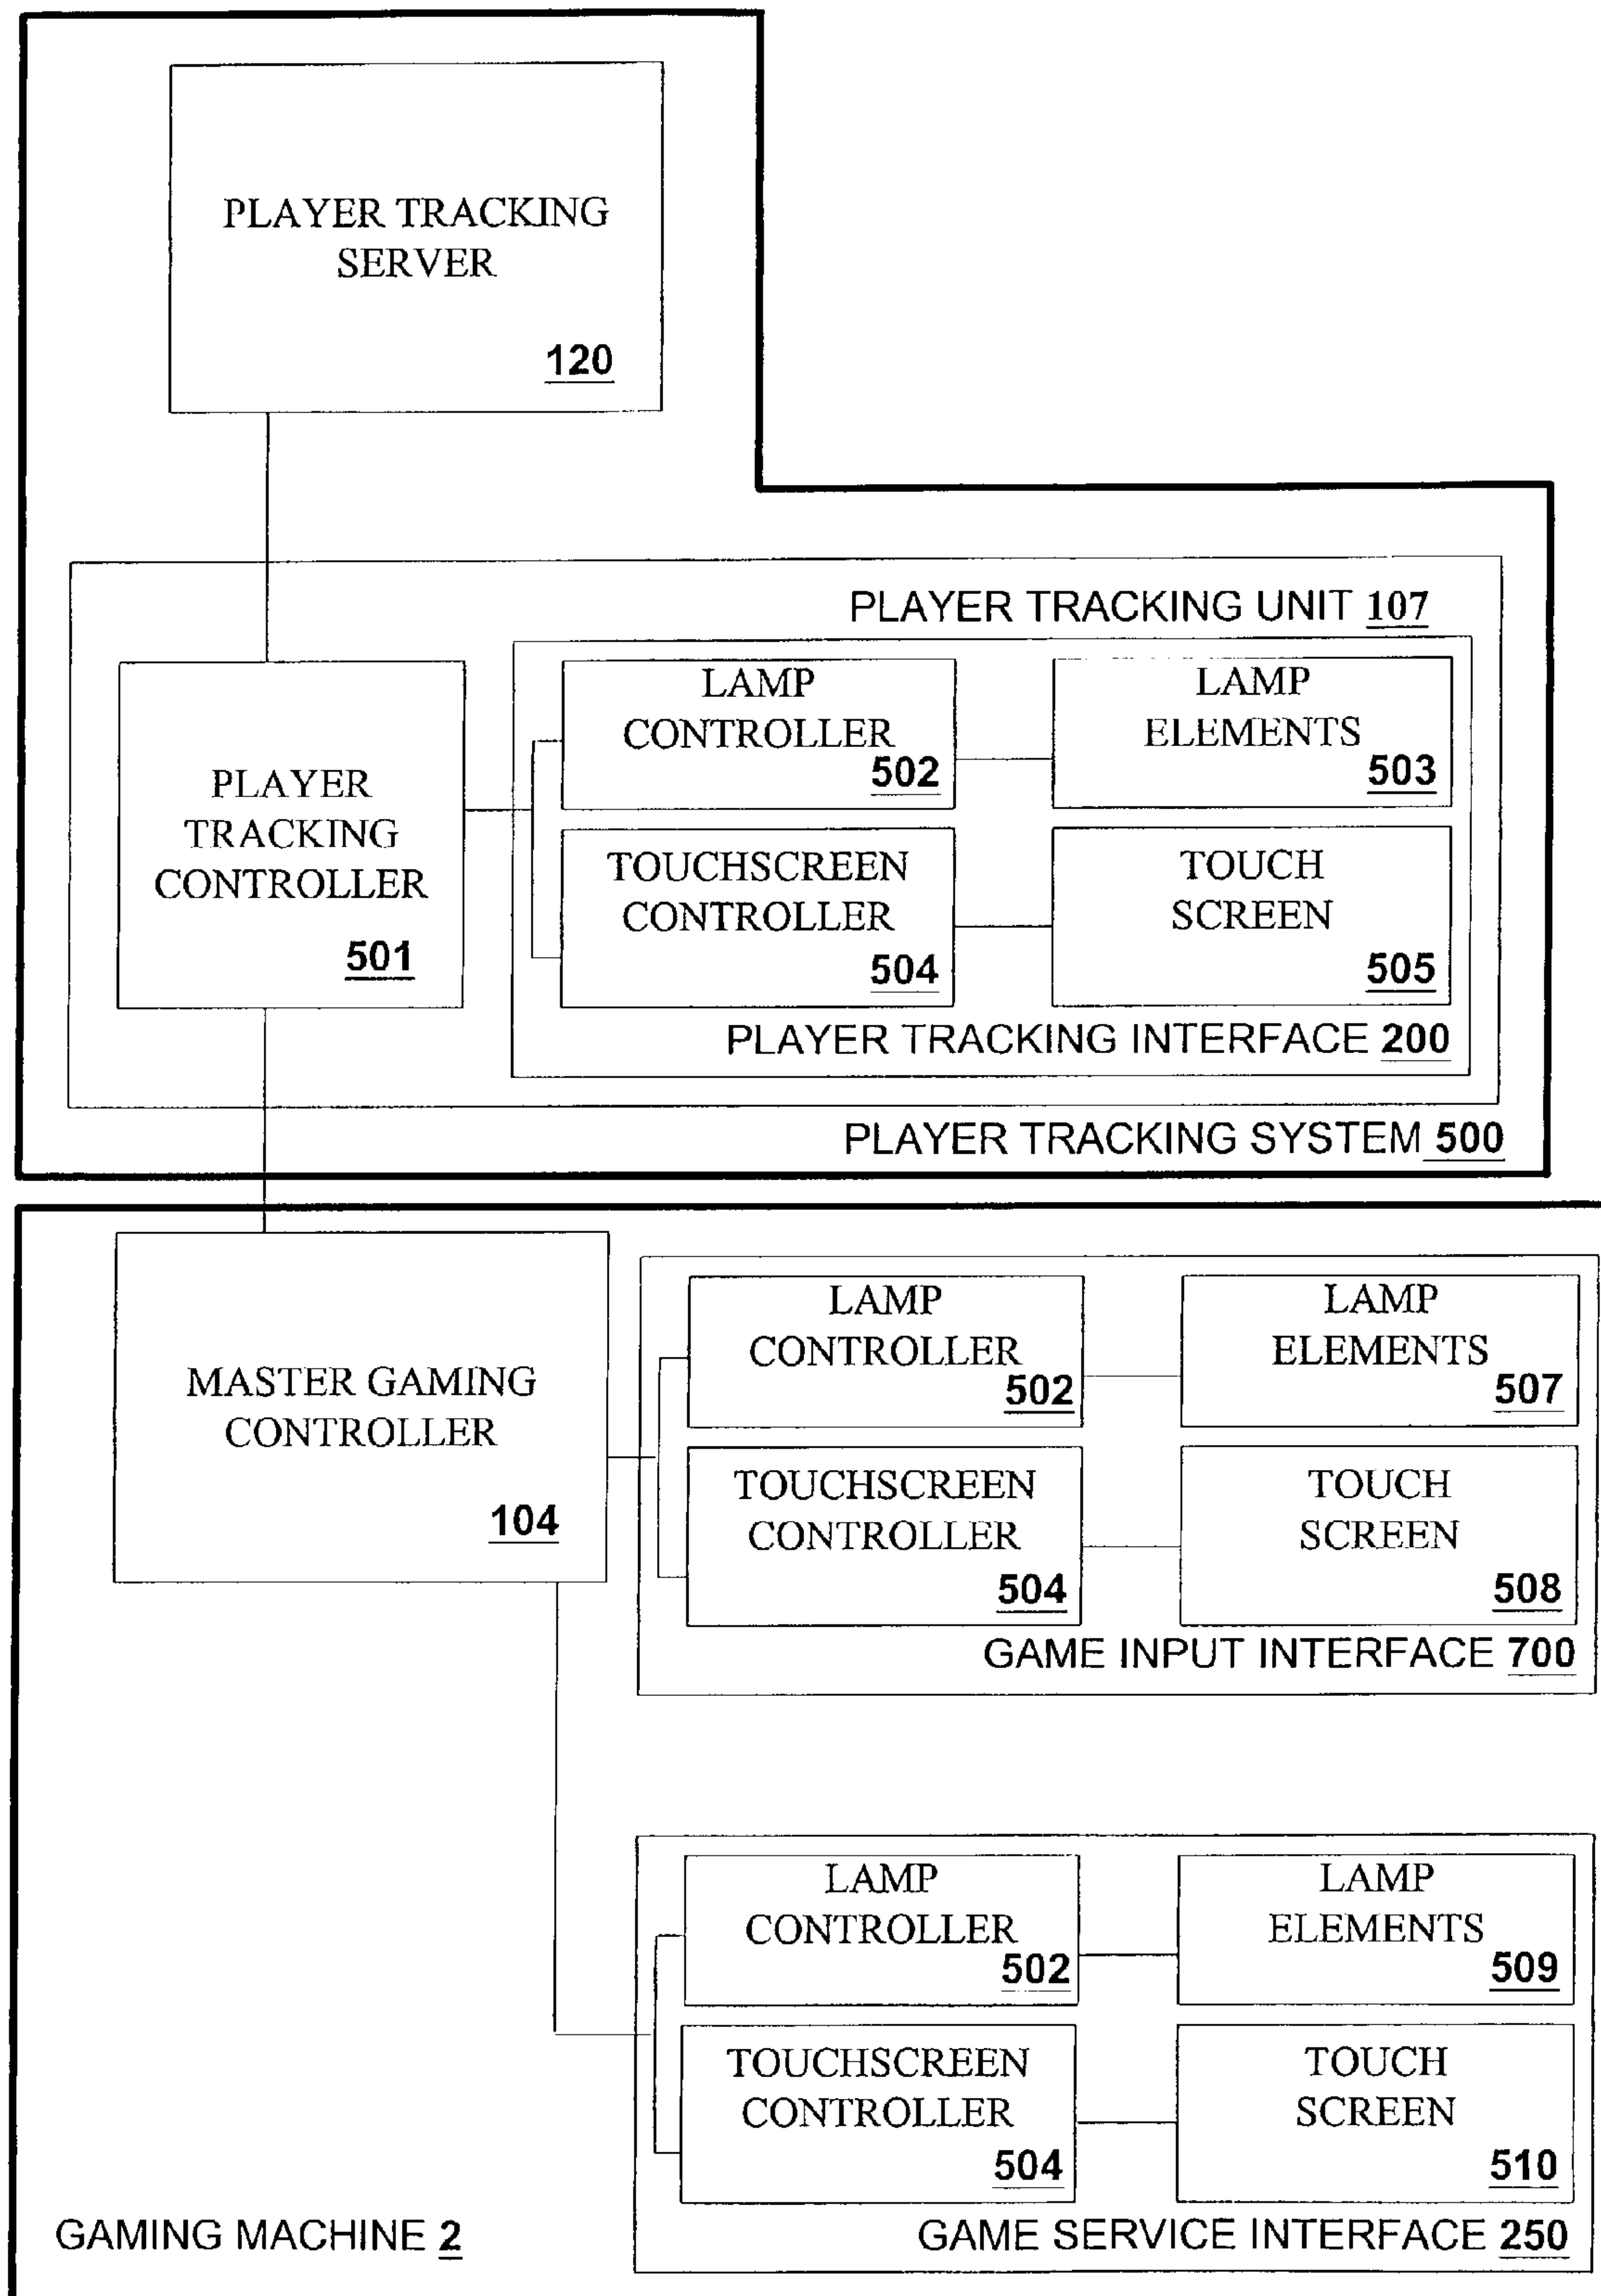 PLAYER TRACKING
SERVER
120
PLAYER TRACKING UNIT 107
PLAYER
TRACKING
CONTROLLER
501
LAMP
CONTROLLER
502
LAMP
ELEMENTS
503
TOUCHSCREEN
CONTROLLER
504
TOUCH
SCREEN
505
PLAYER TRACKING INTERFACE 200
PLAYER TRACKING SYSTEM 500
MASTER GAMING
CONTROLLER
104
LAMP
CONTROLLER
502
LAMP
ELEMENTS
507
TOUCHSCREEN
CONTROLLER
504
TOUCH
SCREEN
508
GAME INPUT INTERFACE 700
LAMP
CONTROLLER
502
LAMP
ELEMENTS
509
TOUCHSCREEN
CONTROLLER
504
TOUCH
SCREEN
510
GAME SERVICE INTERFACE 250
GAMING MACHINE 2